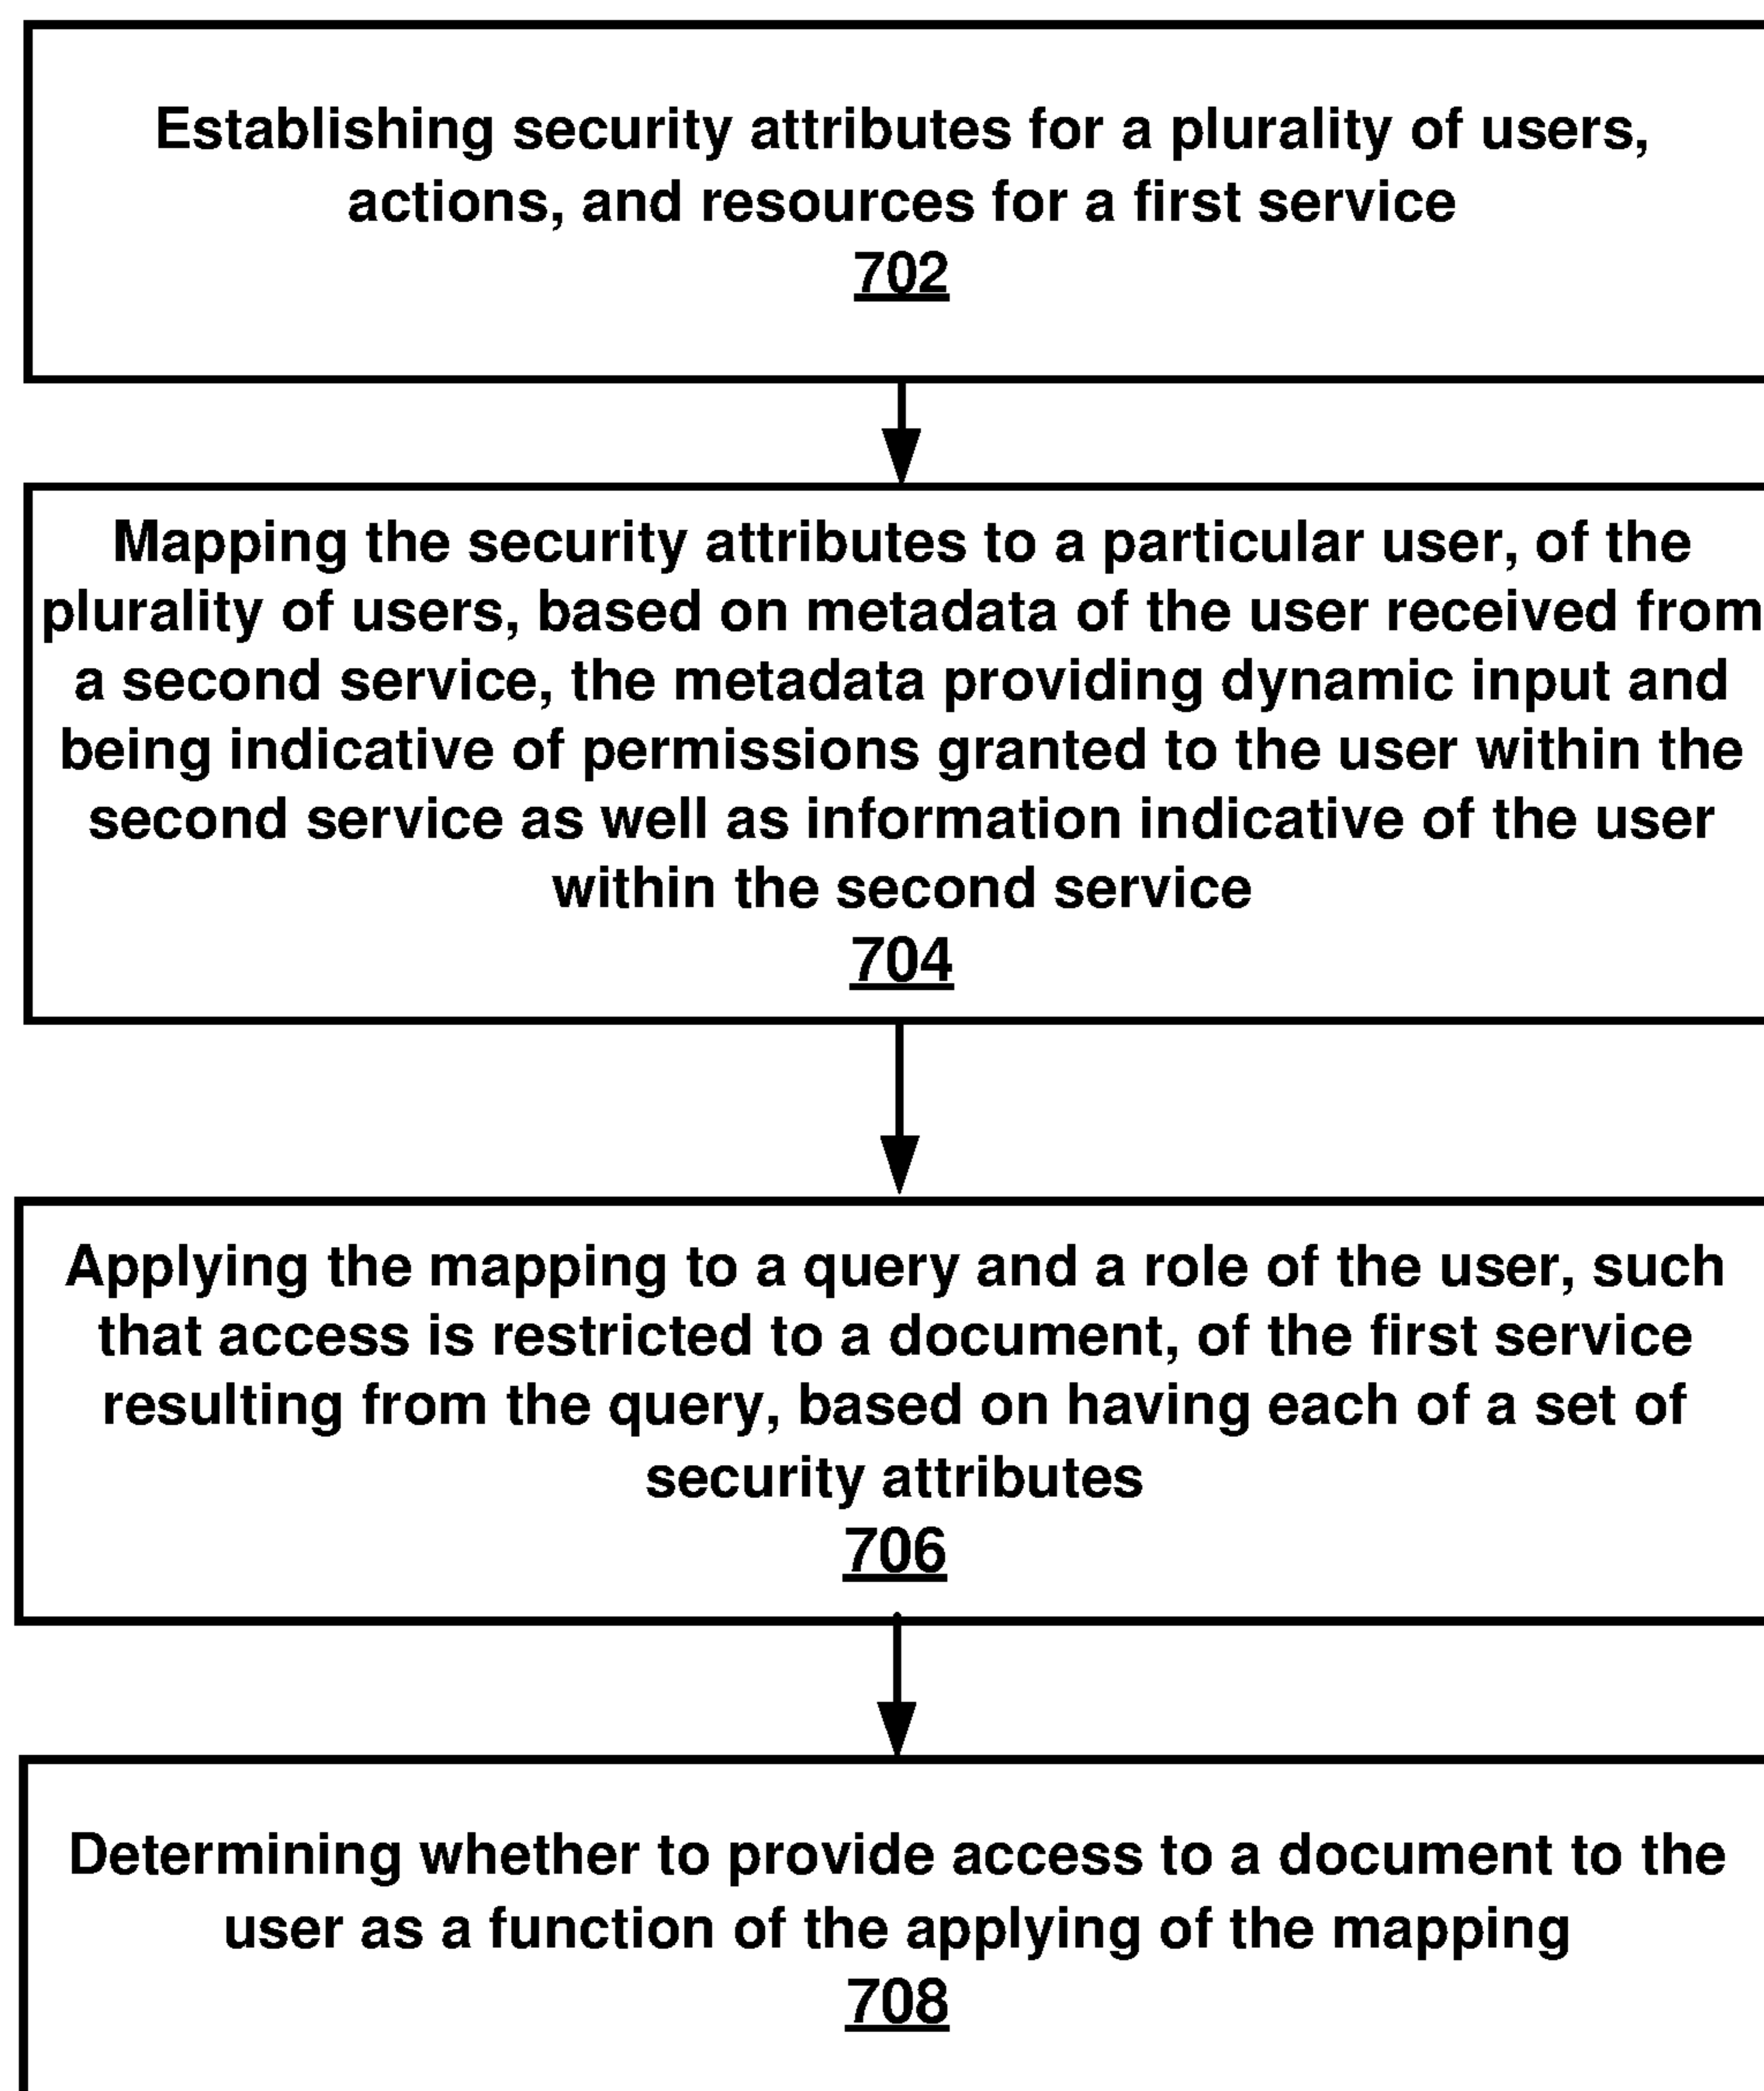 Establishing security attributes for a plurality of users,
actions, and resources for a first service
702
Mapping the security attributes to a particular user, of the
plurality of users, based on metadata of the user received from
a second service, the metadata providing dynamic input and
being indicative of permissions granted to the user within the
second service as well as information indicative of the user
within the second service
704
Applying the mapping to a query and a role of the user, such
that access is restricted to a document, of the first service
resulting from the query, based on having each of a set of
security attributes
706
Determining whether to provide access to a document to the
user as a function of the applying of the mapping
708